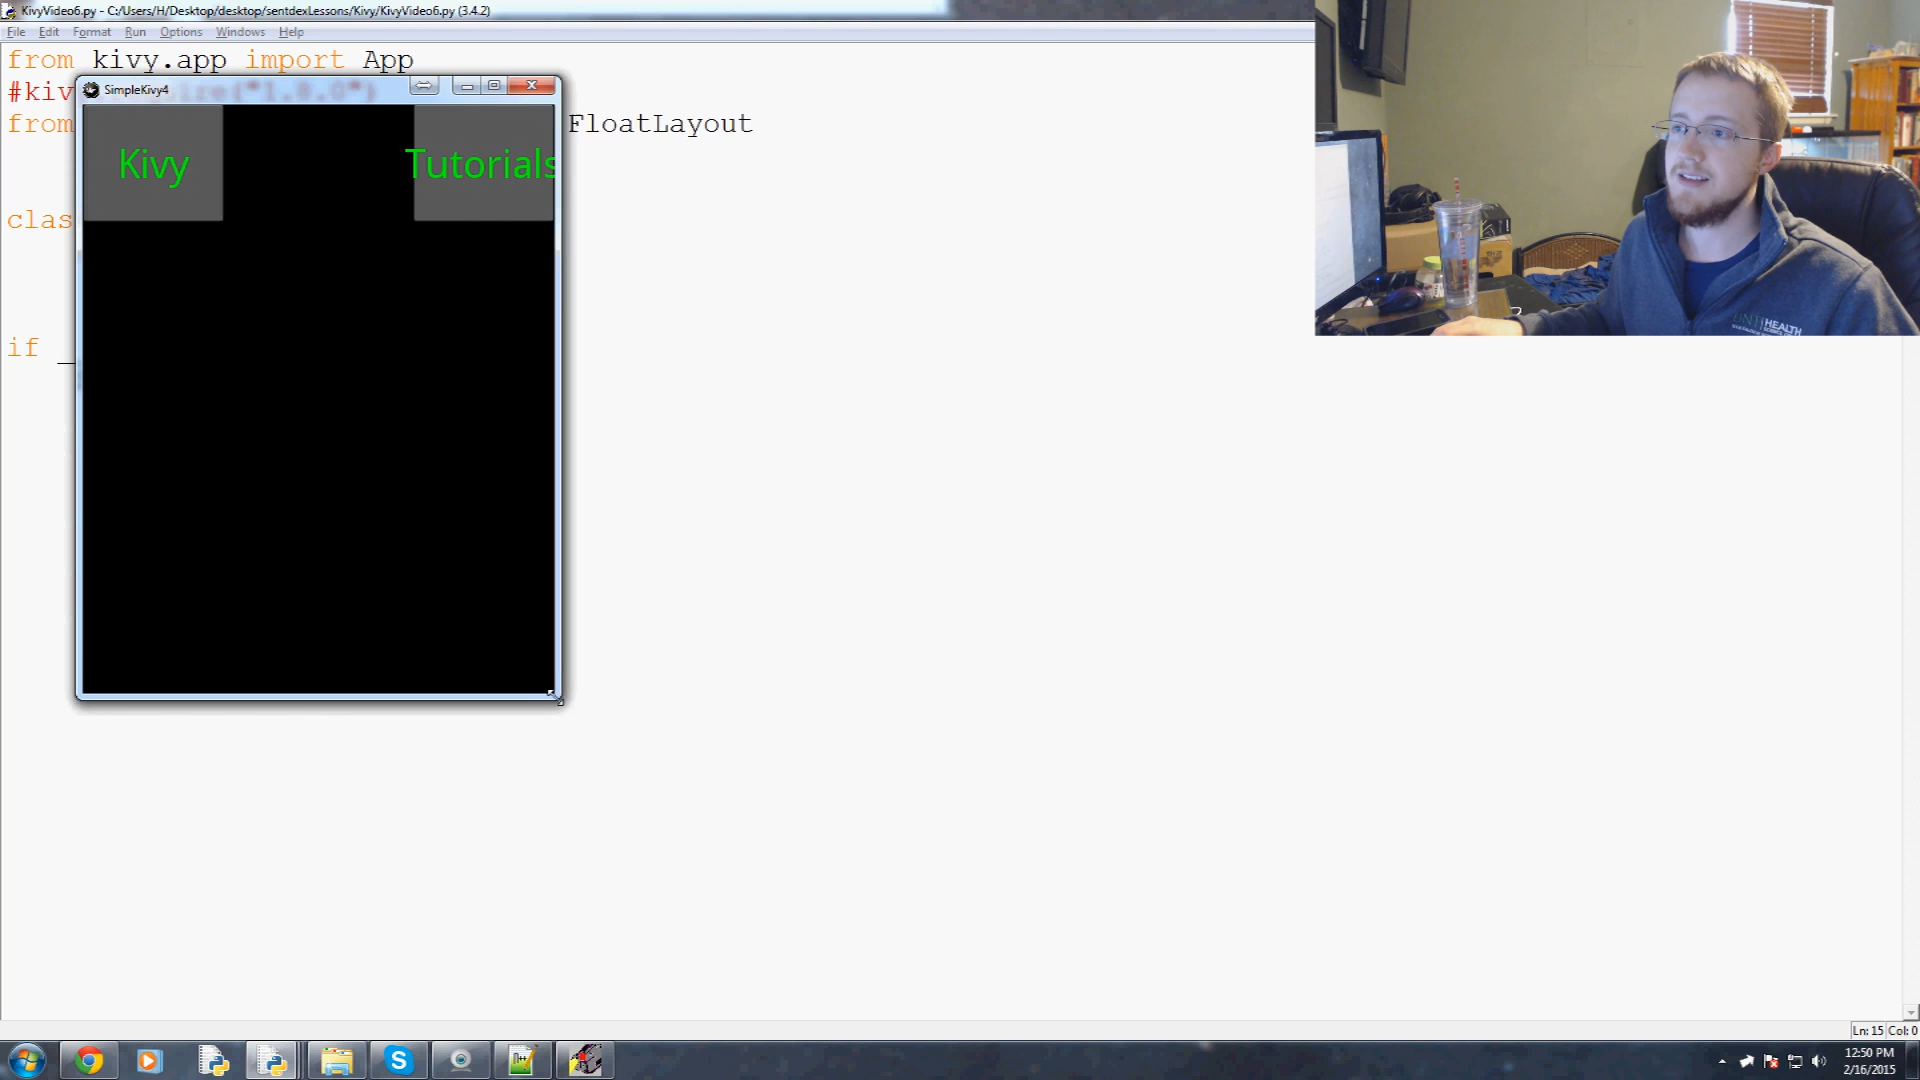 KivyVideo6.py - C:/Users/H/Desktop/desktop/sentdexLessons/Kivy/KivyVideo6.py (3.4.2)
File Edit Format Run Options Windows Help
from kivy.app import App
#kiv
SimpleKivy4
from
FloatLayout
Kivy
Tutorials
clas
if _
UNT HEALTH
Ln: 15 Col: 0
12:50 PM
2/16/2015